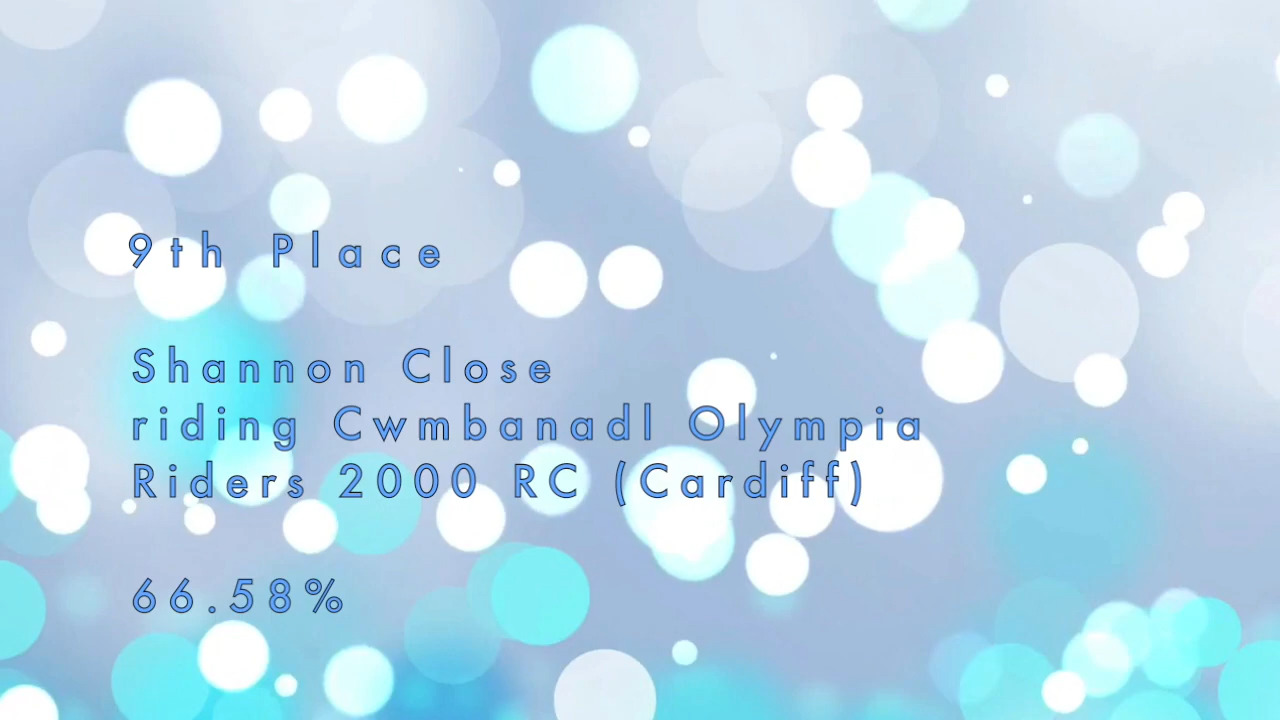 9th Place
Shannon Close
riding Cwmbanadl Olympia
Riders 2000 RC (Cardiff)
66.58%